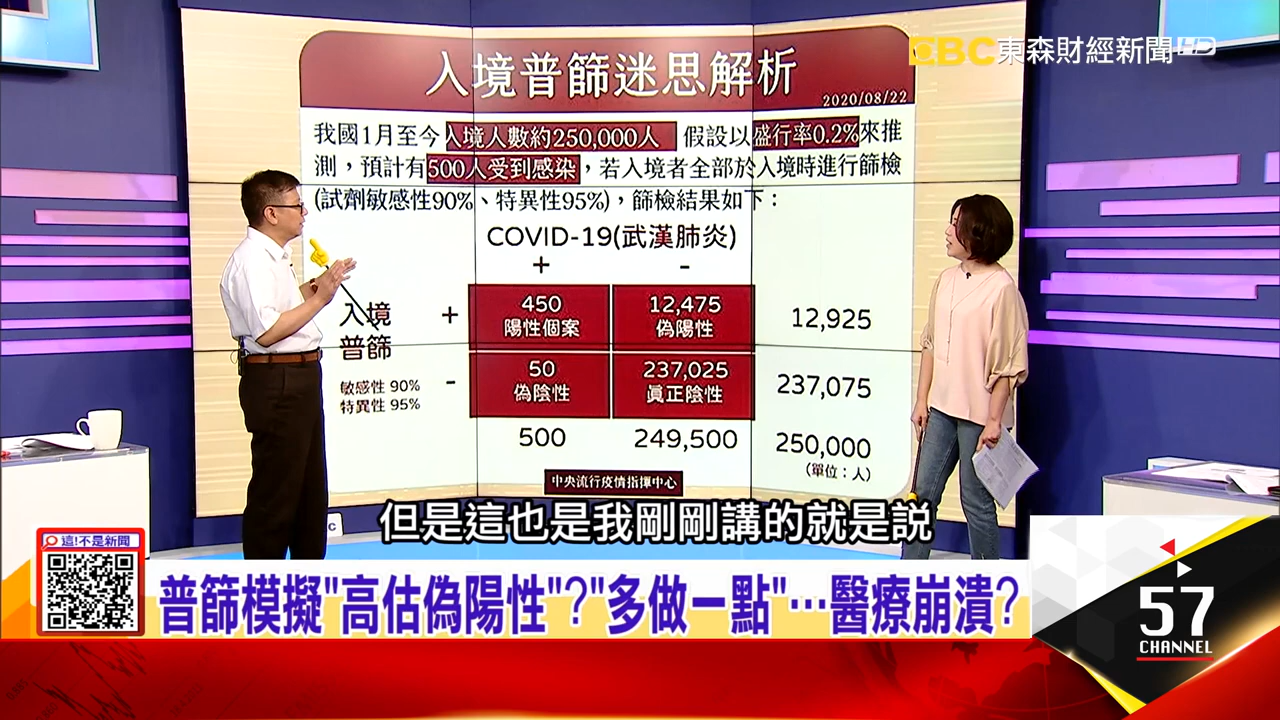 EBC 東森財經新聞 HD
入境普篩迷思解析
2020/08/22
我國1月至今入境人數約250,000人 假設以盛行率0.2%來推
測，預計有500人受到感染，若入境者全部於入境時進行篩檢
(試劑敏感性90%、特異性95%)，篩檢結果如下：
COVID-19(武漢肺炎)
+ -
入境
普篩
敏感性 90%
特異性 95%
+ 450 12,475 12,925
陽性個案 偽陽性
- 50 237,025 237,075
偽陰性 眞正陰性
500 249,500 250,000
(單位：人)
中央流行疫情指揮中心
但是這也是我剛剛講的就是説
這!不是新聞
普篩模擬"高估偽陽性"?"多做一點"…醫療崩潰?
57
CHANNEL